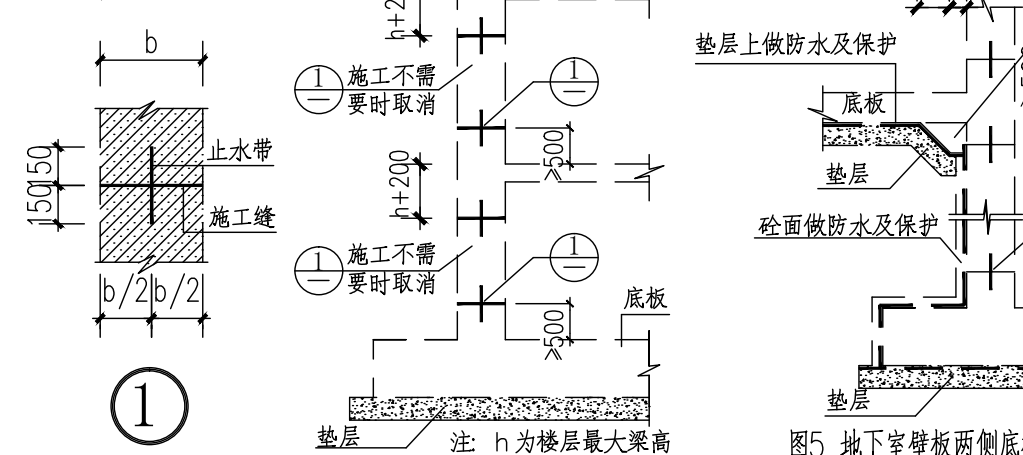 b
150
150
止水带
施工缝
b/2
b/2
1
h+2
1
施工不需
要时取消
1
≥500
h+200
1
施工不需
要时取消
1
≥500
底板
垫层
注: h为楼层最大梁高
垫层上做防水及保护
底板
垫层
砼面做防水及保护
垫层
图5 地下室壁板两侧底